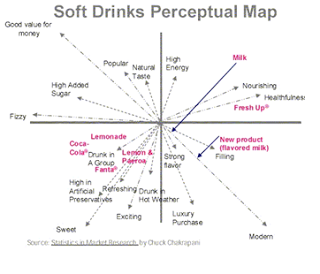 Soft Drinks Perceptual Map
Good value for
money
Popular
Natural
Taste
High
Energy
Milk
High Added
Sugar
Nourishing
Healthfulness
Fresh Up®
Fizzy
Lemonade
Coca-
Cola®
Drunk in
A Group
Fanta®
Lemon &
Paeroa
Strong
flavor
New product
(flavored milk)
Filling
High in
Artificial
Preservatives
Refreshing
Drunk in
Hot Weather
Sweet
Exciting
Luxury
Purchase
Modern
Source: Statistics in Market Research, by Chuck Chakrapani